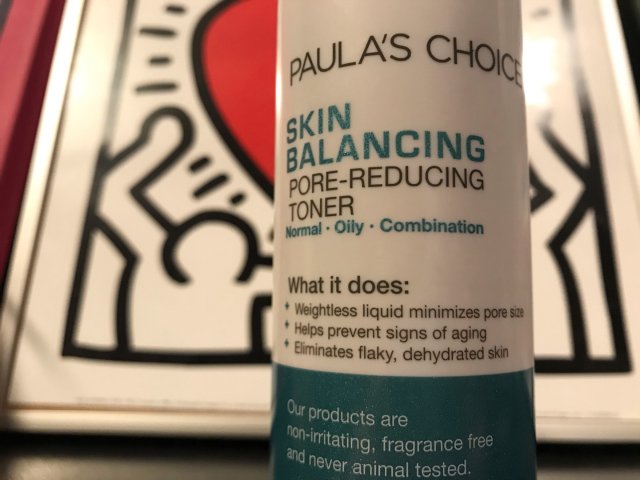 PAULA'S CHOICE
SKIN
BALANCING
PORE-REDUCING
TONER
Normal · Oily · Combination
What it does:
Weightless liquid minimizes pore size
Helps prevent signs of aging
Eliminates flaky, dehydrated skin
Our products are
non-irritating, fragrance free
and never animal tested.